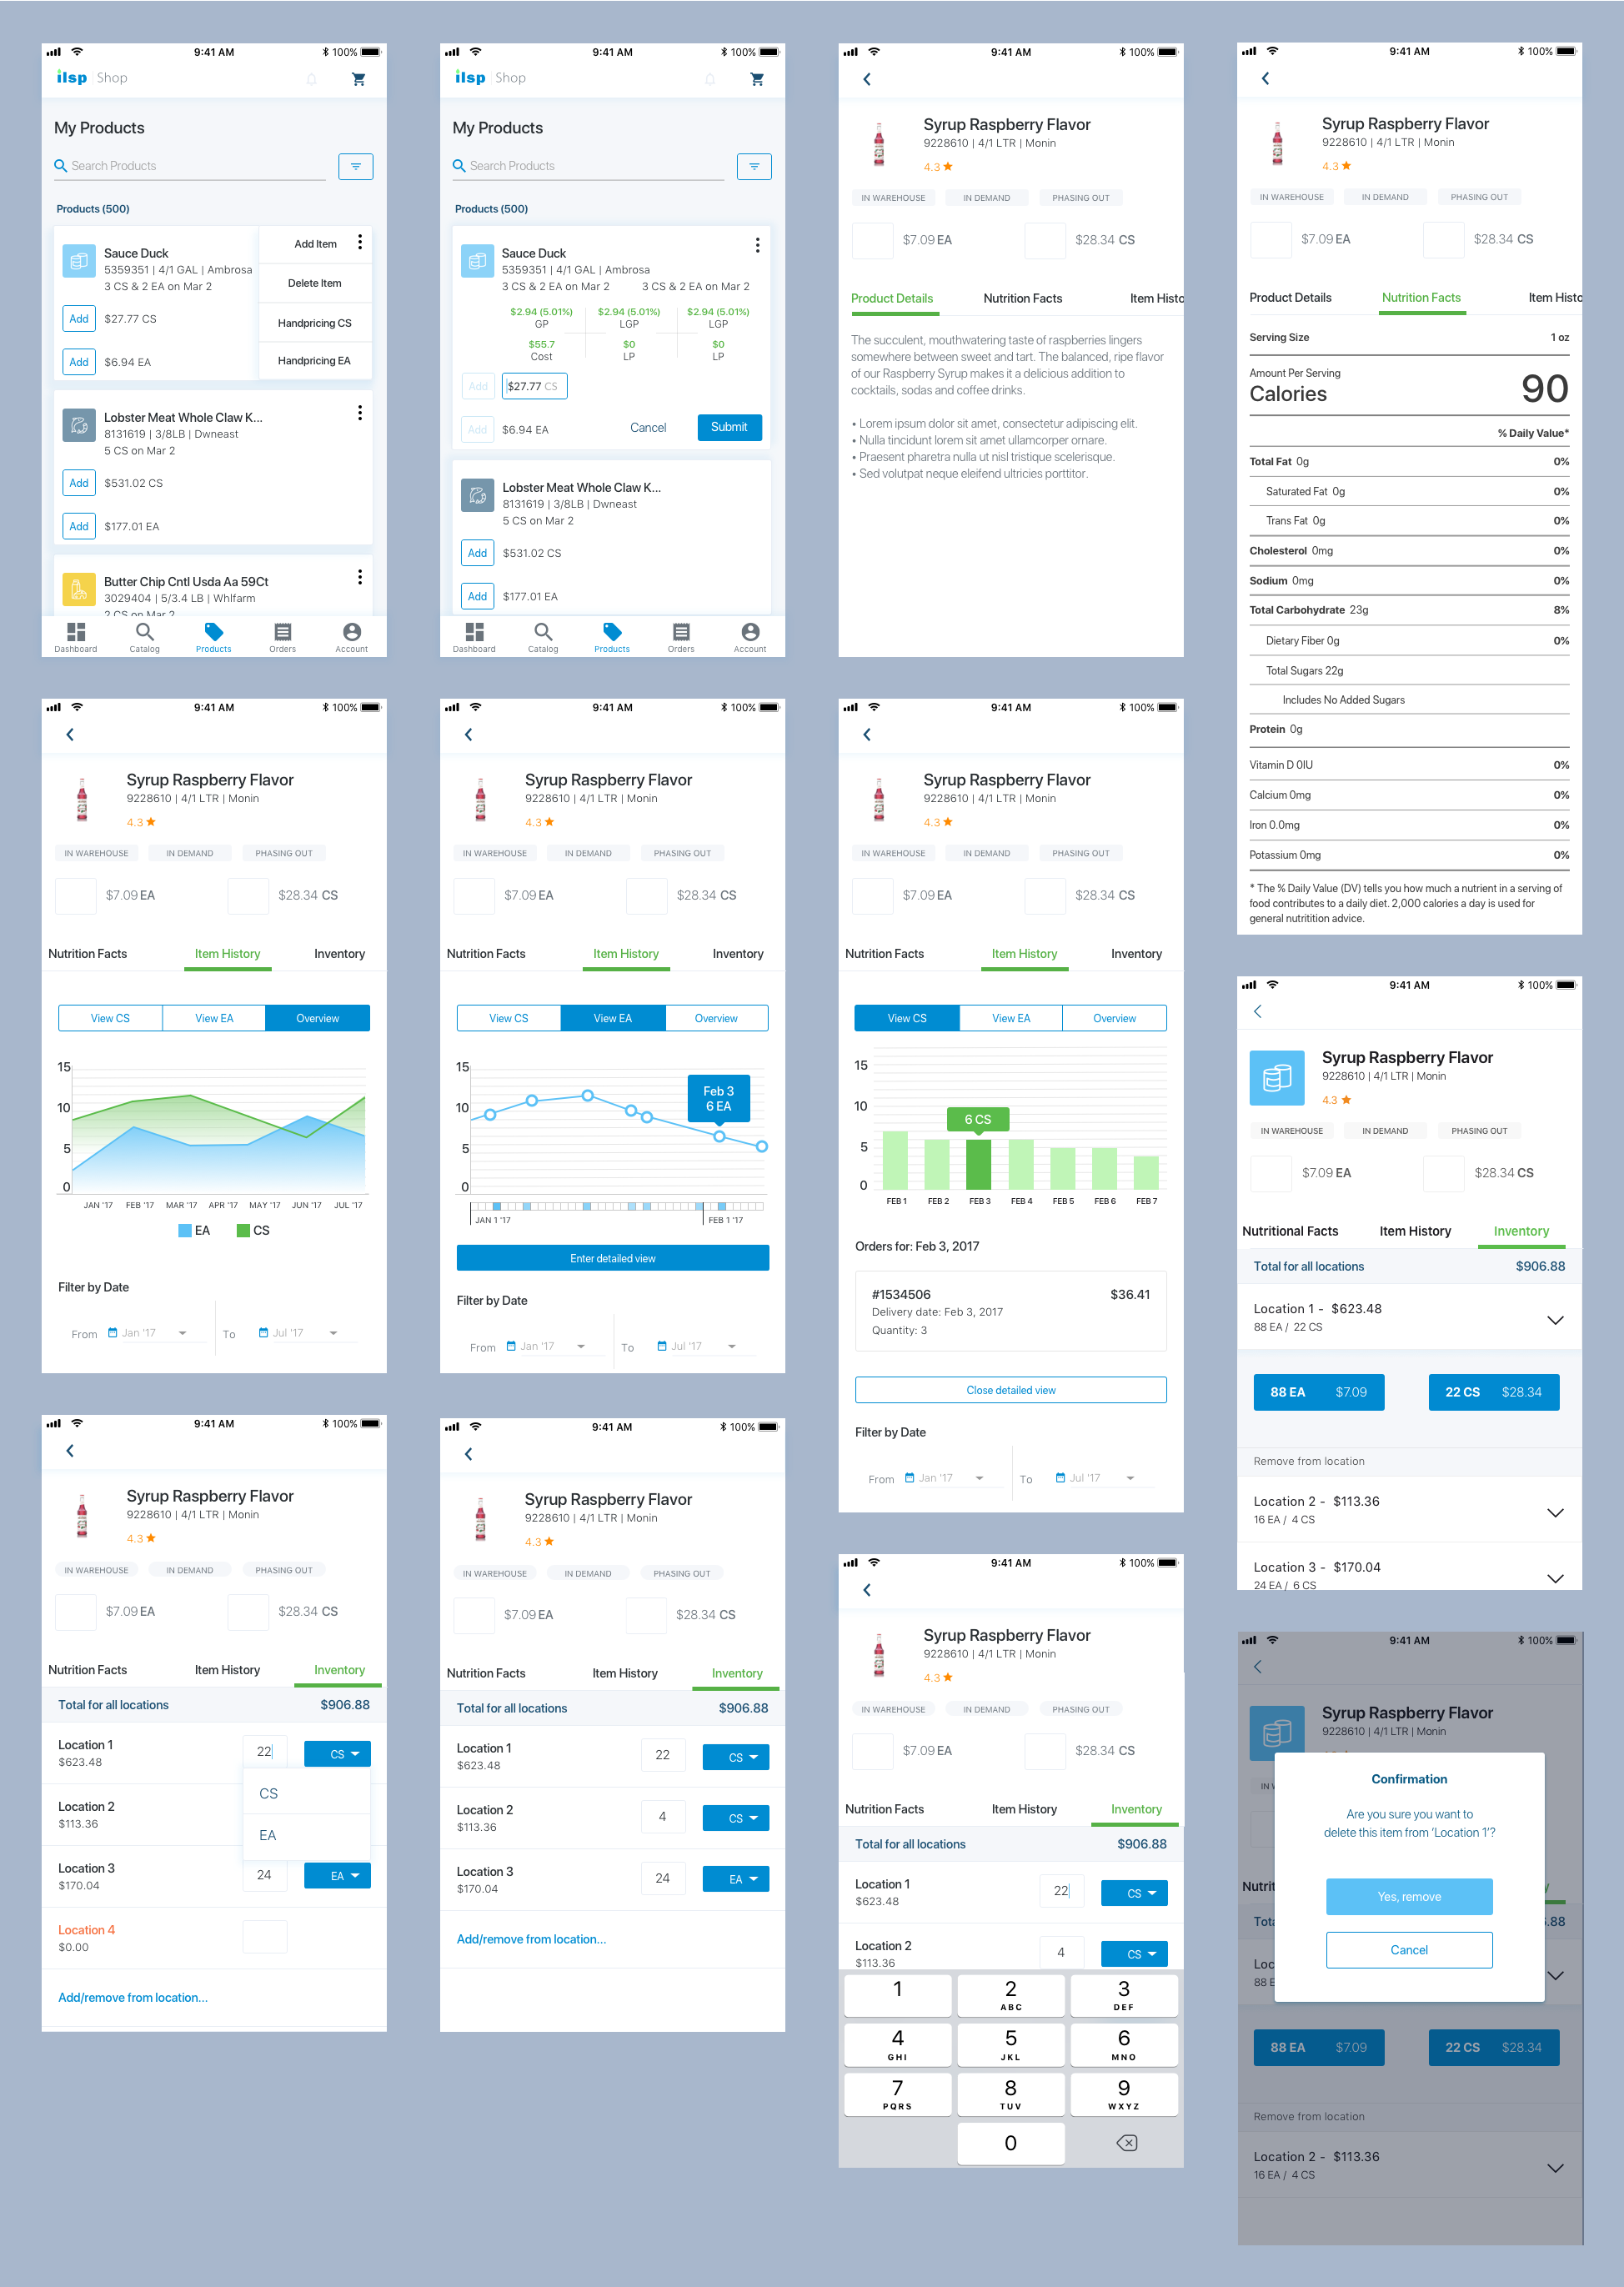 9:41 AM
100%
ilsp Shop
My Products
Search Products
Products (500)
Sauce Duck
5359351 | 4/1 GAL | Ambrosa
3 CS & 2 EA on Mar 2
Add $27.77 CS
Add $6.94 EA
Add Item
Delete Item
Handpricing CS
Handpricing EA
Lobster Meat Whole Claw K...
8131619 | 3/8LB | Dwneast
5 CS on Mar 2
Add $531.02 CS
Add $177.01 EA
Butter Chip Cntl Usda Aa 59Ct
3029404 | 5/3.4 LB | Whlfarm
2 CS on Mar 2
Dashboard Catalog Products Orders Account
9:41 AM
100%
ilsp Shop
My Products
Search Products
Products (500)
Sauce Duck
5359351 | 4/1 GAL | Ambrosa
3 CS & 2 EA on Mar 2 3 CS & 2 EA on Mar 2
$2.94 (5.01%) $2.94 (5.01%) $2.94 (5.01%)
GP LGP LGP
$55.7 $0 $0
Cost LP LP
Add $27.77 CS
Add $6.94 EA Cancel Submit
Lobster Meat Whole Claw K...
8131619 | 3/8LB | Dwneast
5 CS on Mar 2
Add $531.02 CS
Add $177.01 EA
Dashboard Catalog Products Orders Account
9:41 AM
100%
Syrup Raspberry Flavor
9228610 | 4/1 LTR | Monin
4.3
IN WAREHOUSE IN DEMAND PHASING OUT
$7.09 EA $28.34 CS
Product Details Nutrition Facts Item Histo
The succulent, mouthwatering taste of raspberries lingers
somewhere between sweet and tart. The balanced, ripe flavor
of our Raspberry Syrup makes it a delicious addition to
cocktails, sodas and coffee drinks.
• Lorem ipsum dolor sit amet, consectetur adipiscing elit.
• Nulla tincidunt lorem sit amet ullamcorper ornare.
• Praesent pharetra nulla ut nisl tristique scelerisque.
• Sed volutpat neque eleifend ultricies porttitor.
9:41 AM
100%
Syrup Raspberry Flavor
9228610 | 4/1 LTR | Monin
4.3
IN WAREHOUSE IN DEMAND PHASING OUT
$7.09 EA $28.34 CS
Product Details Nutrition Facts Item Histo
Serving Size 1 oz
Amount Per Serving
Calories 90
% Daily Value*
Total Fat 0g 0%
Saturated Fat 0g 0%
Trans Fat 0g 0%
Cholesterol 0mg 0%
Sodium 0mg 0%
Total Carbohydrate 23g 8%
Dietary Fiber 0g 0%
Total Sugars 22g
Includes No Added Sugars
Protein 0g
Vitamin D 0IU 0%
Calcium 0mg 0%
Iron 0.0mg 0%
Potassium 0mg 0%
* The % Daily Value (DV) tells you how much a nutrient in a serving of
food contributes to a daily diet. 2,000 calories a day is used for
general nutritition advice.
9:41 AM
100%
Syrup Raspberry Flavor
9228610 | 4/1 LTR | Monin
4.3
IN WAREHOUSE IN DEMAND PHASING OUT
$7.09 EA $28.34 CS
Nutrition Facts Item History Inventory
View CS View EA Overview
15
10
5
0
JAN '17 FEB '17 MAR '17 APR '17 MAY '17 JUN '17 JUL '17
EA CS
Filter by Date
From Jan '17 To Jul '17
9:41 AM
100%
Syrup Raspberry Flavor
9228610 | 4/1 LTR | Monin
4.3
IN WAREHOUSE IN DEMAND PHASING OUT
$7.09 EA $28.34 CS
Nutrition Facts Item History Inventory
View CS View EA Overview
15
10
5
0
Feb 3
6 EA
JAN 1 '17 FEB 1 '17
Enter detailed view
Filter by Date
From Jan '17 To Jul '17
9:41 AM
100%
Syrup Raspberry Flavor
9228610 | 4/1 LTR | Monin
4.3
IN WAREHOUSE IN DEMAND PHASING OUT
$7.09 EA $28.34 CS
Nutrition Facts Item History Inventory
View CS View EA Overview
15
10
5
0
6 CS
FEB 1 FEB 2 FEB 3 FEB 4 FEB 5 FEB 6 FEB 7
Orders for: Feb 3, 2017
#1534506 $36.41
Delivery date: Feb 3, 2017
Quantity: 3
Close detailed view
Filter by Date
From Jan '17 To Jul '17
9:41 AM
100%
Syrup Raspberry Flavor
9228610 | 4/1 LTR | Monin
4.3
IN WAREHOUSE IN DEMAND PHASING OUT
$7.09 EA $28.34 CS
Nutritional Facts Item History Inventory
Total for all locations $906.88
Location 1 - $623.48
88 EA / 22 CS
88 EA $7.09 22 CS $28.34
Remove from location
Location 2 - $113.36
16 EA / 4 CS
Location 3 - $170.04
24 EA / 6 CS
9:41 AM
100%
Syrup Raspberry Flavor
9228610 | 4/1 LTR | Monin
4.3
IN WAREHOUSE IN DEMAND PHASING OUT
$7.09 EA $28.34 CS
Nutrition Facts Item History Inventory
Total for all locations $906.88
Location 1 22 CS
$623.48
CS
EA
Location 2
$113.36
Location 3 24 EA
$170.04
Location 4
$0.00
Add/remove from location...
9:41 AM
100%
Syrup Raspberry Flavor
9228610 | 4/1 LTR | Monin
4.3
IN WAREHOUSE IN DEMAND PHASING OUT
$7.09 EA $28.34 CS
Nutrition Facts Item History Inventory
Total for all locations $906.88
Location 1 22 CS
$623.48
Location 2 4 CS
$113.36
Location 3 24 EA
$170.04
Add/remove from location...
9:41 AM
100%
Syrup Raspberry Flavor
9228610 | 4/1 LTR | Monin
4.3
IN WAREHOUSE IN DEMAND PHASING OUT
$7.09 EA $28.34 CS
Nutrition Facts Item History Inventory
Total for all locations $906.88
Location 1 22 CS
$623.48
Location 2 4 CS
$113.36
1 2 3
ABC DEF
4 5 6
GHI JKL MNO
7 8 9
PQRS TUV WXYZ
0
9:41 AM
100%
Syrup Raspberry Flavor
9228610 | 4/1 LTR | Monin
IN W
Nutrit y
Tota 6.88
Loc
88 E
Confirmation
Are you sure you want to
delete this item from ‘Location 1’?
Yes, remove
Cancel
88 EA $7.09 22 CS $28.34
Remove from location
Location 2 - $113.36
16 EA / 4 CS